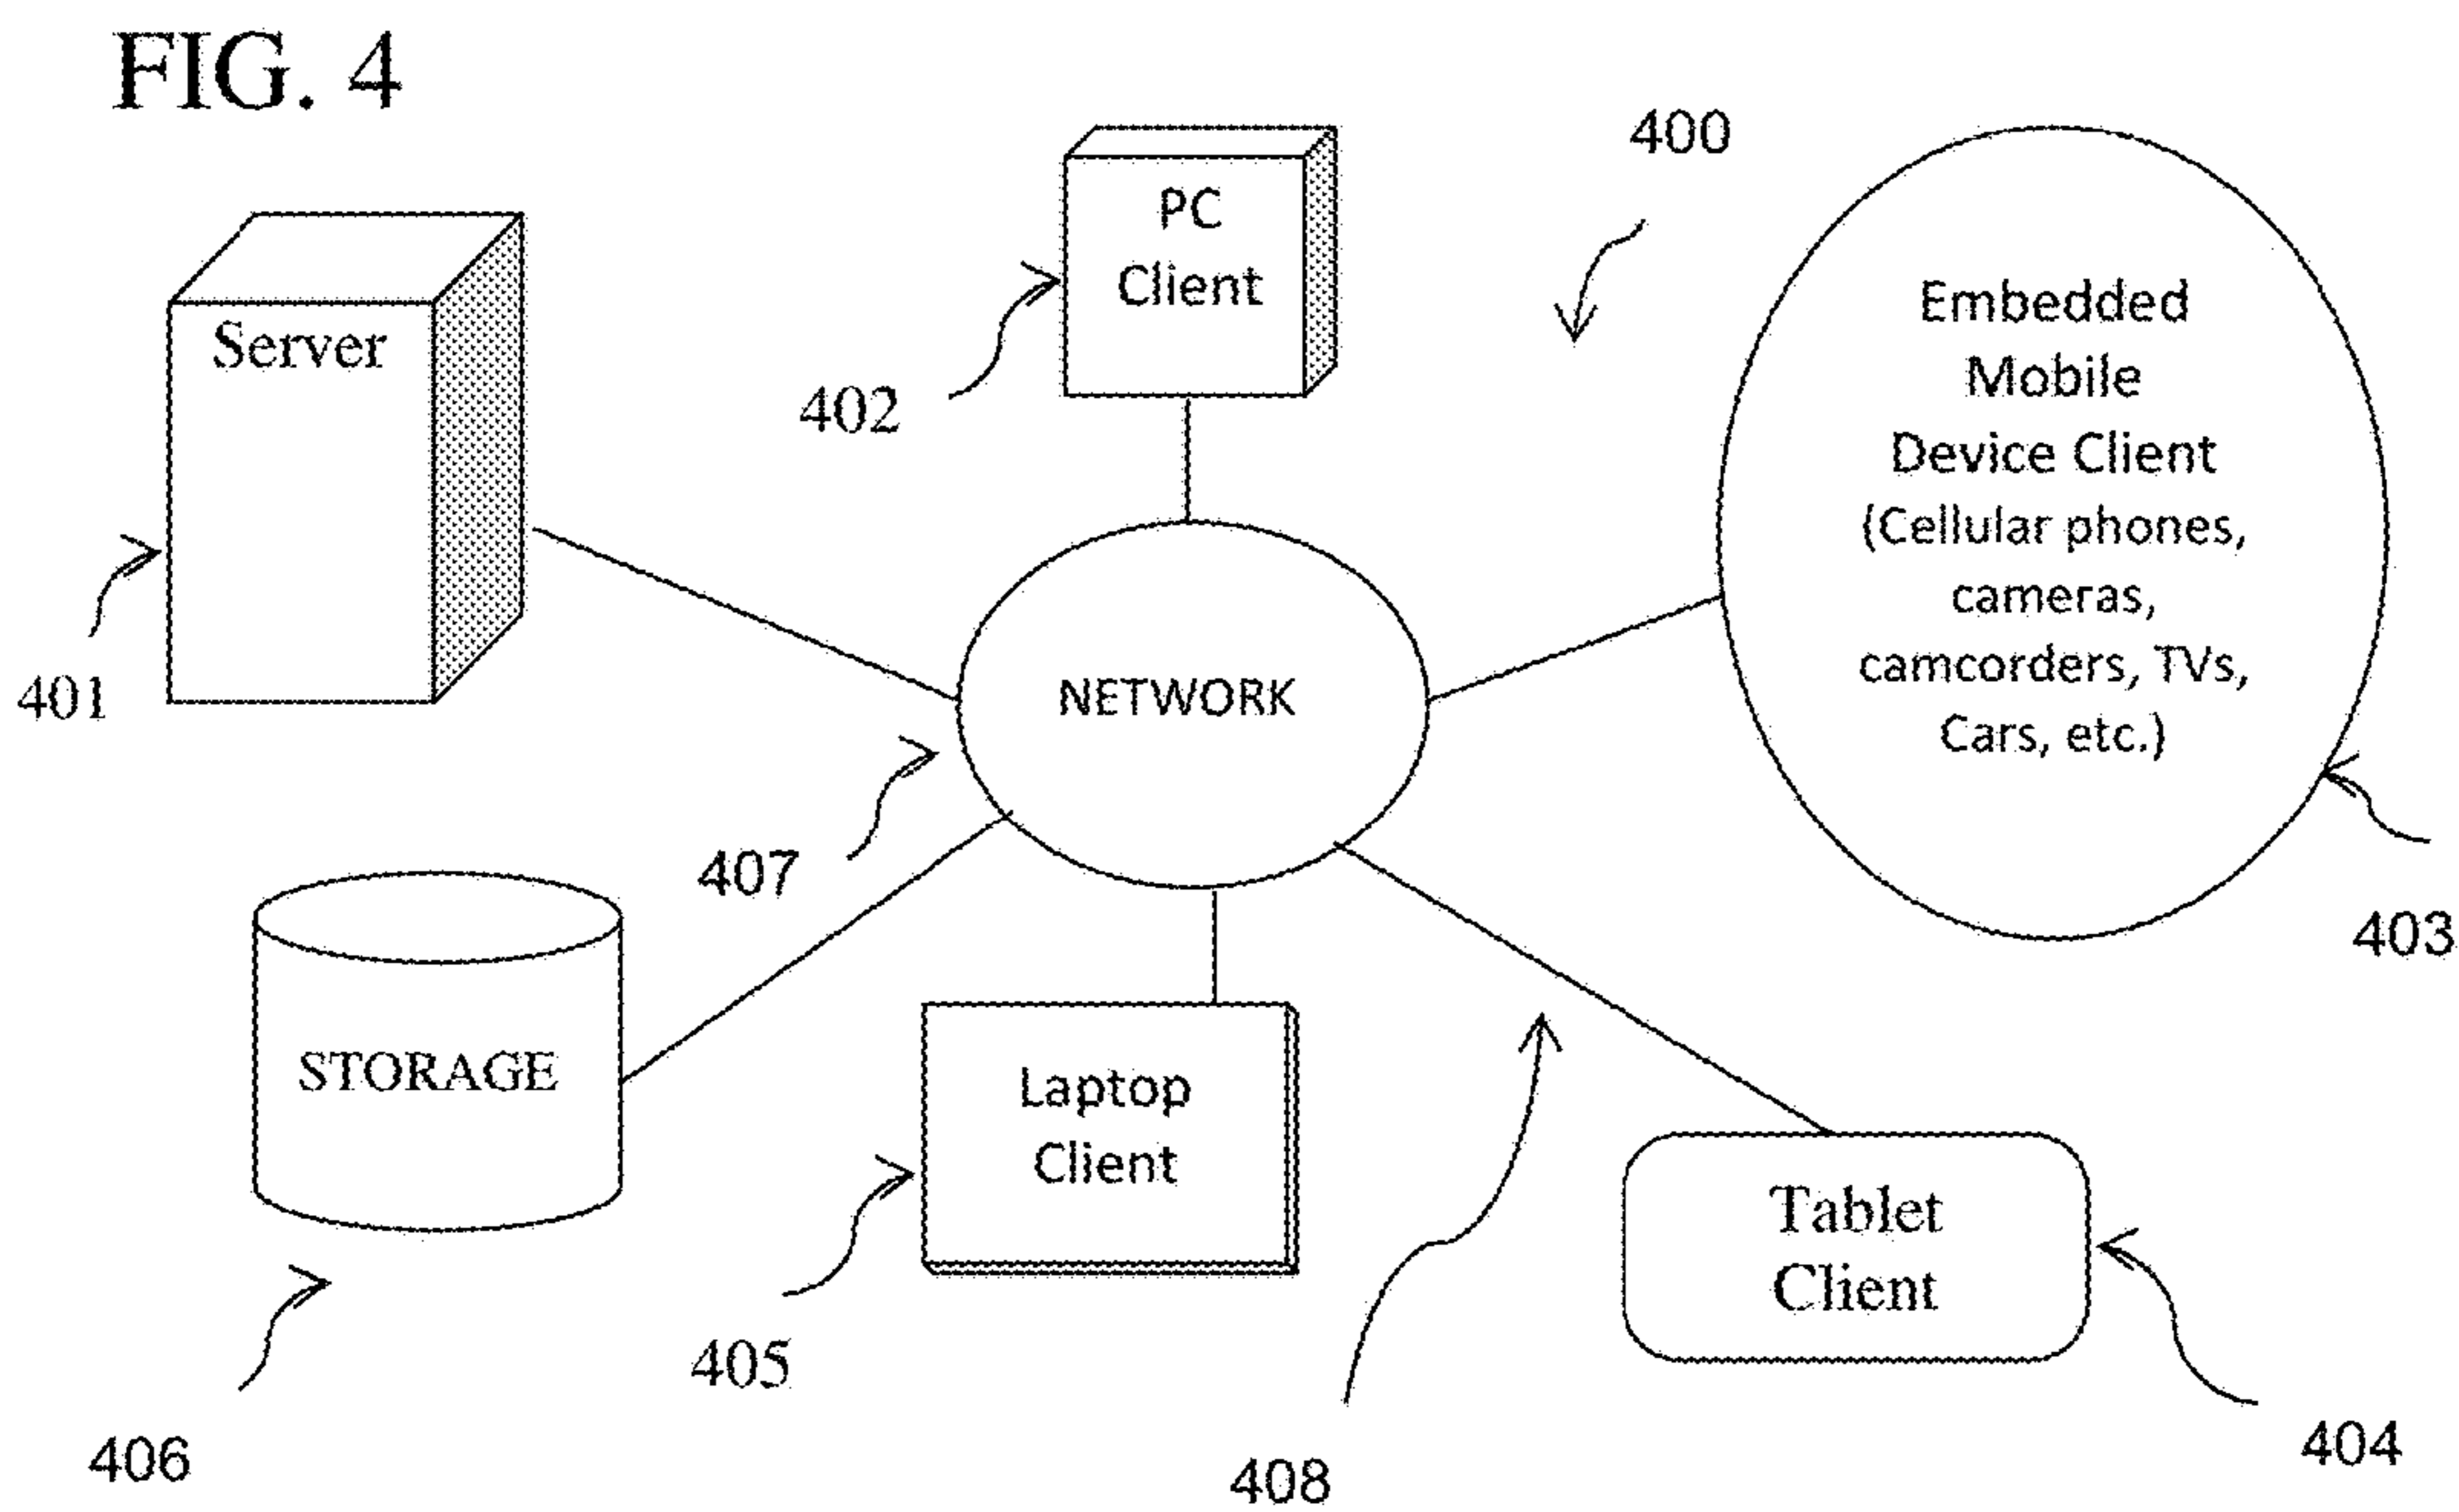 FIG. 4
400
PC
Client
Server
402
Embedded
Mobile
Device Client
(Cellular phones,
cameras,
camcorders, TVs,
Cars, etc.)
401
NETWORK
407
403
STORAGE
Laptop
Client
Tablet
Client
405
406
408
404